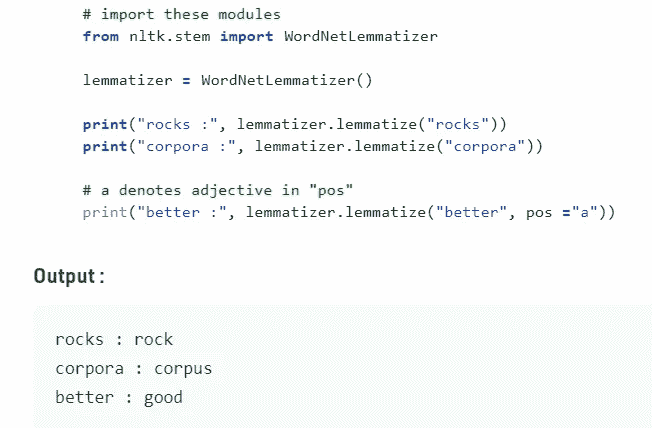 # import these modules
from nltk.stem import WordNetLemmatizer
lemmatizer = WordNetLemmatizer()
print("rocks :", lemmatizer.lemmatize("rocks"))
print("corpora :", lemmatizer.lemmatize("corpora"))
# a denotes adjective in "pos"
print("better :", lemmatizer.lemmatize("better", pos ="a"))
Output :
rocks : rock
corpora : corpus
better : good